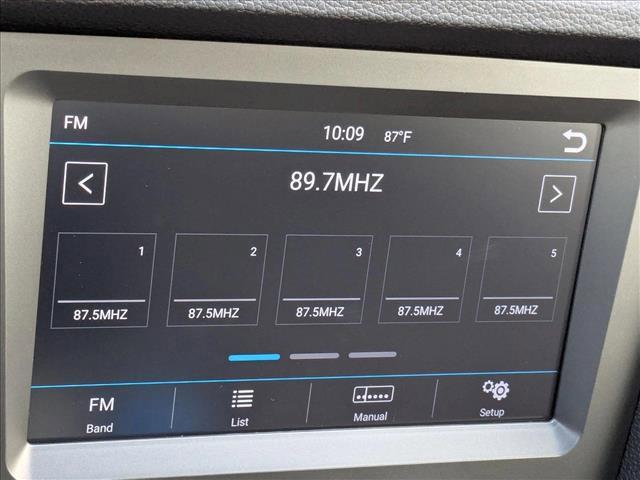 FM 10:09 87°F
89.7MHZ
1 2 3 4 5
87.5MHZ 87.5MHZ 87.5MHZ 87.5MHZ 87.5MHZ
FM
Band List Manual Setup